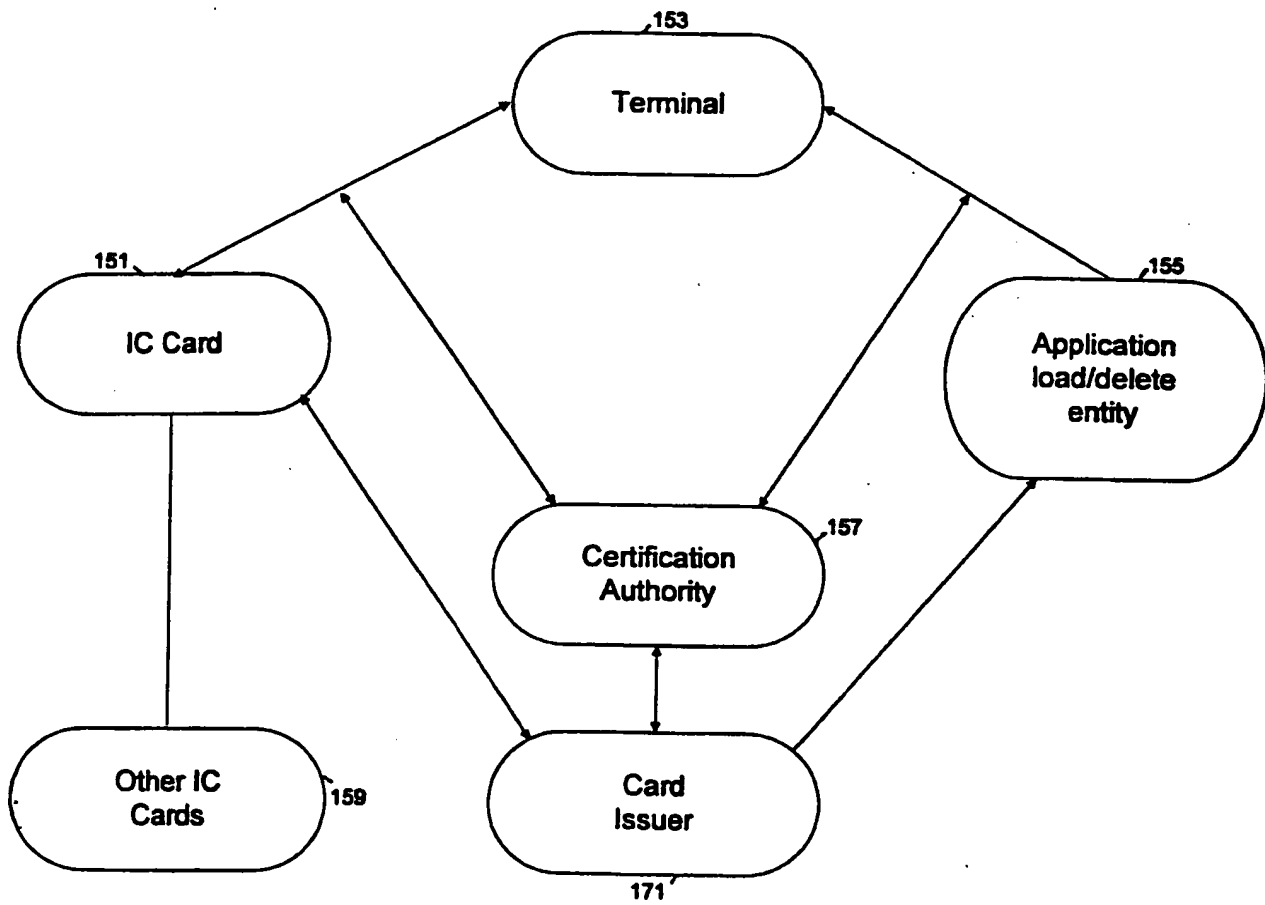 153
Terminal
151
IC Card
155
Application
load/delete
entity
157
Certification
Authority
Other IC
Cards
159
Card
Issuer
171